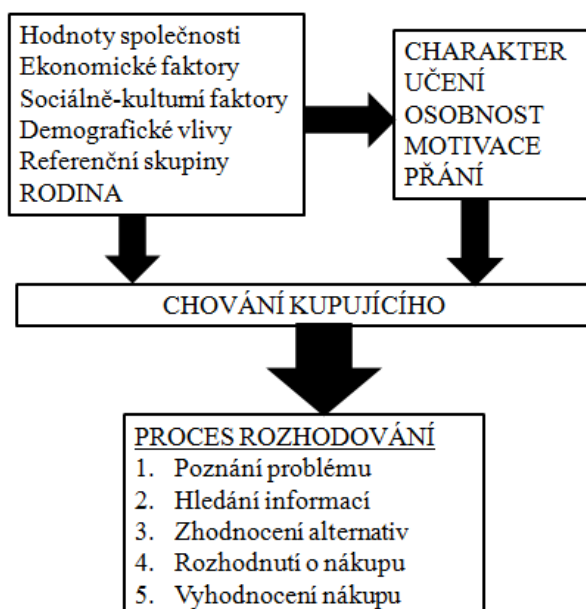 Hodnoty společnosti
Ekonomické faktory
Sociálně-kulturní faktory
Demografické vlivy
Referenční skupiny
RODINA
CHARAKTER
UČENÍ
OSOBNOST
MOTIVACE
PŘÁNÍ
CHOVÁNÍ KUPUJÍCÍHO
PROCES ROZHODOVÁNÍ
1. Poznání problému
2. Hledání informací
3. Zhodnocení alternativ
4. Rozhodnutí o nákupu
5. Vyhodnocení nákupu